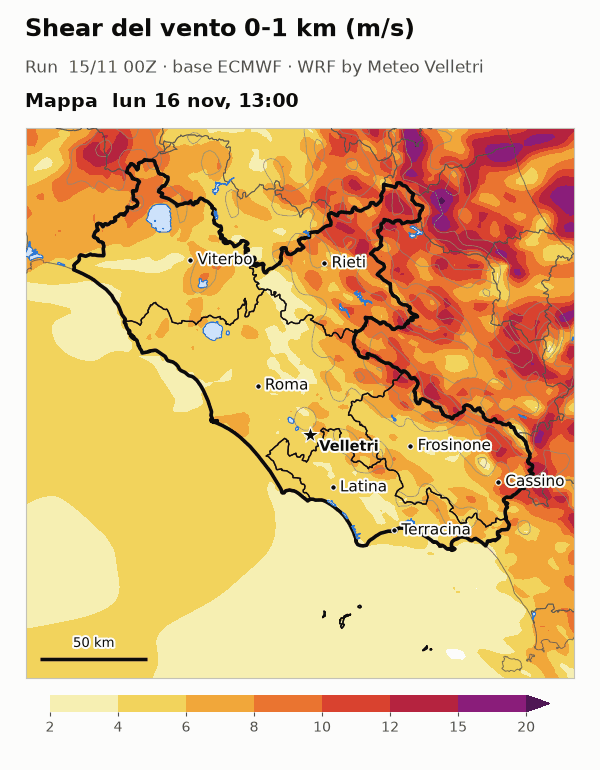 Shear del vento 0-1 km (m/s)
Run 15/11 00Z · base ECMWF · WRF by Meteo Velletri
Mappa lun 16 nov, 13:00
Viterbo
Rieti
Roma
Velletri
Frosinone
Latina
Cassino
Terracina
50 km
2 4 6 8 10 12 15 20